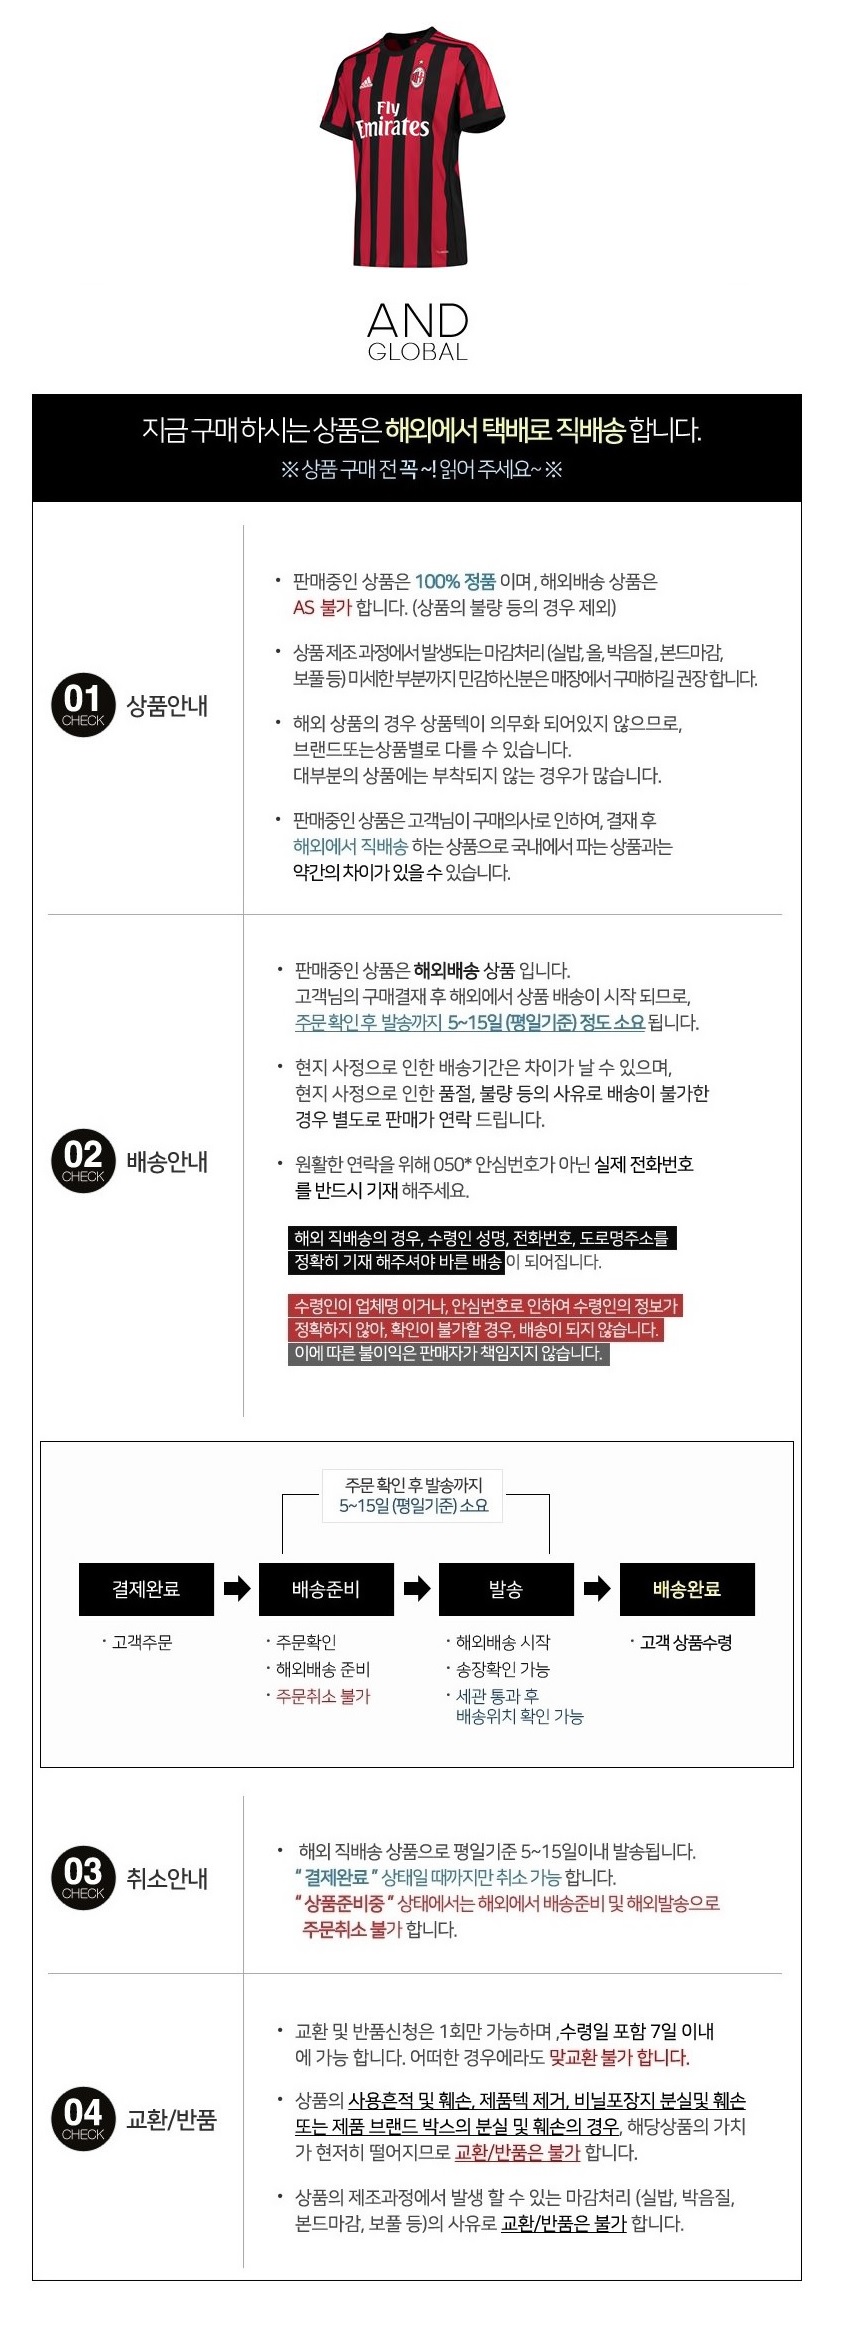 Fly
Emirates
AND
GLOBAL
지금 구매 하시는 상품은 해외에서 택배로 직배송 합니다.
※ 상품 구매 전 꼭 ~! 읽어 주세요~ ※
01
CHECK
상품안내
• 판매중인 상품은 100% 정품 이며 , 해외배송 상품은
AS 불가 합니다. (상품의 불량 등의 경우 제외)
• 상품 제조 과정에서 발생되는 마감처리 (실밥, 올, 박음질 , 본드마감,
보풀 등) 미세한 부분까지 민감하신분은 매장에서 구매하길 권장 합니다.
• 해외 상품의 경우 상품텍이 의무화 되어있지 않으므로,
브랜드또는상품별로 다를 수 있습니다.
대부분의 상품에는 부착되지 않는 경우가 많습니다.
• 판매중인 상품은 고객님이 구매의사로 인하여, 결재 후
해외에서 직배송 하는 상품으로 국내에서 파는 상품과는
약간의 차이가 있을 수 있습니다.
02
CHECK
배송안내
• 판매중인 상품은 해외배송 상품 입니다.
고객님의 구매결재 후 해외에서 상품 배송이 시작 되므로,
주문 확인 후 발송까지 5~15일 (평일기준) 정도 소요 됩니다.
• 현지 사정으로 인한 배송기간은 차이가 날 수 있으며,
현지 사정으로 인한 품절, 불량 등의 사유로 배송이 불가한
경우 별도로 판매가 연락 드립니다.
• 원활한 연락을 위해 050* 안심번호가 아닌 실제 전화번호
를 반드시 기재 해주세요.
해외 직배송의 경우, 수령인 성명, 전화번호, 도로명주소를
정확히 기재 해주셔야 바른 배송이 되어집니다.
수령인이 업체명 이거나, 안심번호로 인하여 수령인의 정보가
정확하지 않아, 확인이 불가할 경우, 배송이 되지 않습니다.
이에 따른 불이익은 판매자가 책임지지 않습니다.
주문 확인 후 발송까지
5~15일 (평일기준) 소요
결제완료
배송준비
발송
배송완료
· 고객주문
· 주문확인
· 해외배송 준비
· 주문취소 불가
· 해외배송 시작
· 송장확인 가능
· 세관 통과 후
배송위치 확인 가능
· 고객 상품수령
03
CHECK
취소안내
• 해외 직배송 상품으로 평일기준 5~15일이내 발송됩니다.
“ 결제완료 ” 상태일 때까지만 취소 가능 합니다.
“ 상품준비중 ” 상태에서는 해외에서 배송준비 및 해외발송으로
주문취소 불가 합니다.
04
CHECK
교환/반품
• 교환 및 반품신청은 1회만 가능하며 ,수령일 포함 7일 이내
에 가능 합니다. 어떠한 경우에라도 맞교환 불가 합니다.
• 상품의 사용흔적 및 훼손, 제품텍 제거, 비닐포장지 분실및 훼손
또는 제품 브랜드 박스의 분실 및 훼손의 경우, 해당상품의 가치
가 현저히 떨어지므로 교환/반품은 불가 합니다.
• 상품의 제조과정에서 발생 할 수 있는 마감처리 (실밥, 박음질,
본드마감, 보풀 등)의 사유로 교환/반품은 불가 합니다.